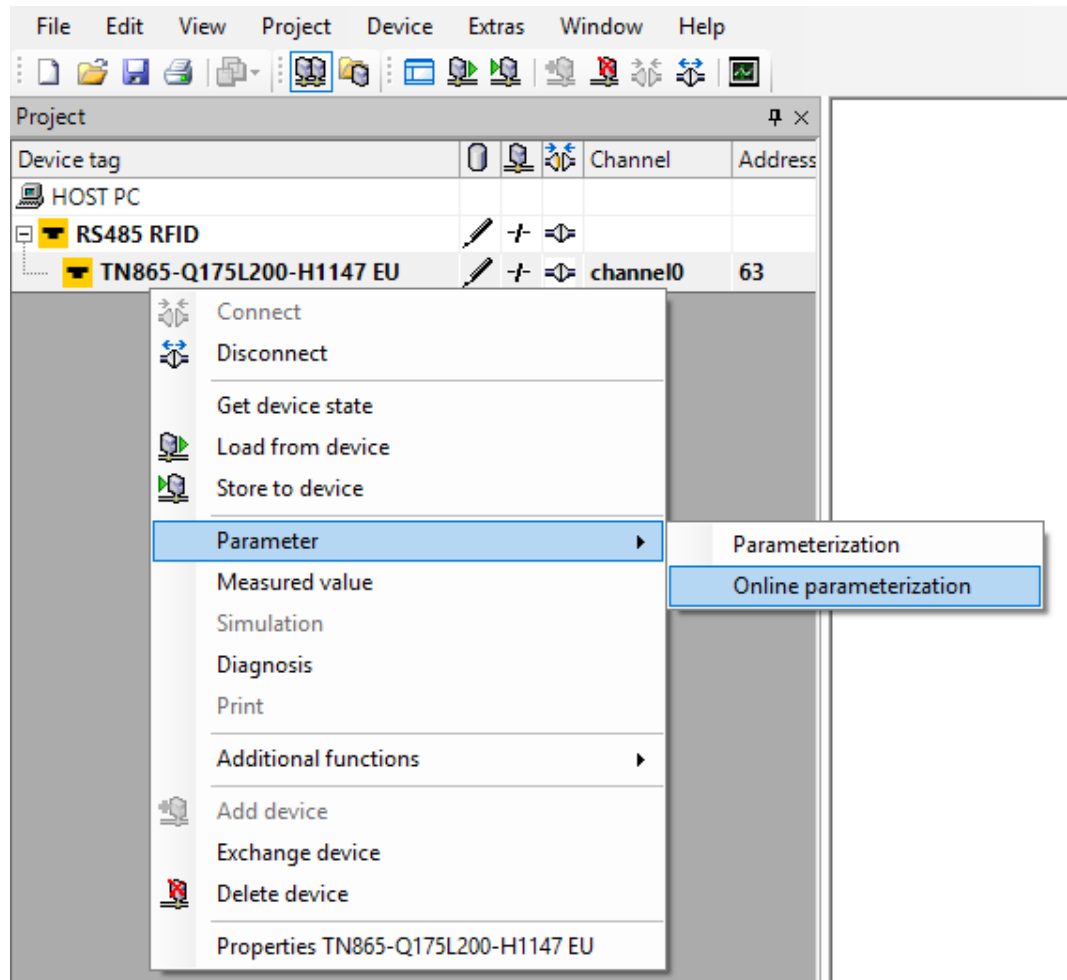 File Edit View Project Device Extras Window Help
Project
Device tag Channel Address
HOST PC
RS485 RFID
TN865-Q175L200-H1147 EU channel0 63
Connect
Disconnect
Get device state
Load from device
Store to device
Parameter
Parameterization
Measured value
Online parameterization
Simulation
Diagnosis
Print
Additional functions
Add device
Exchange device
Delete device
Properties TN865-Q175L200-H1147 EU